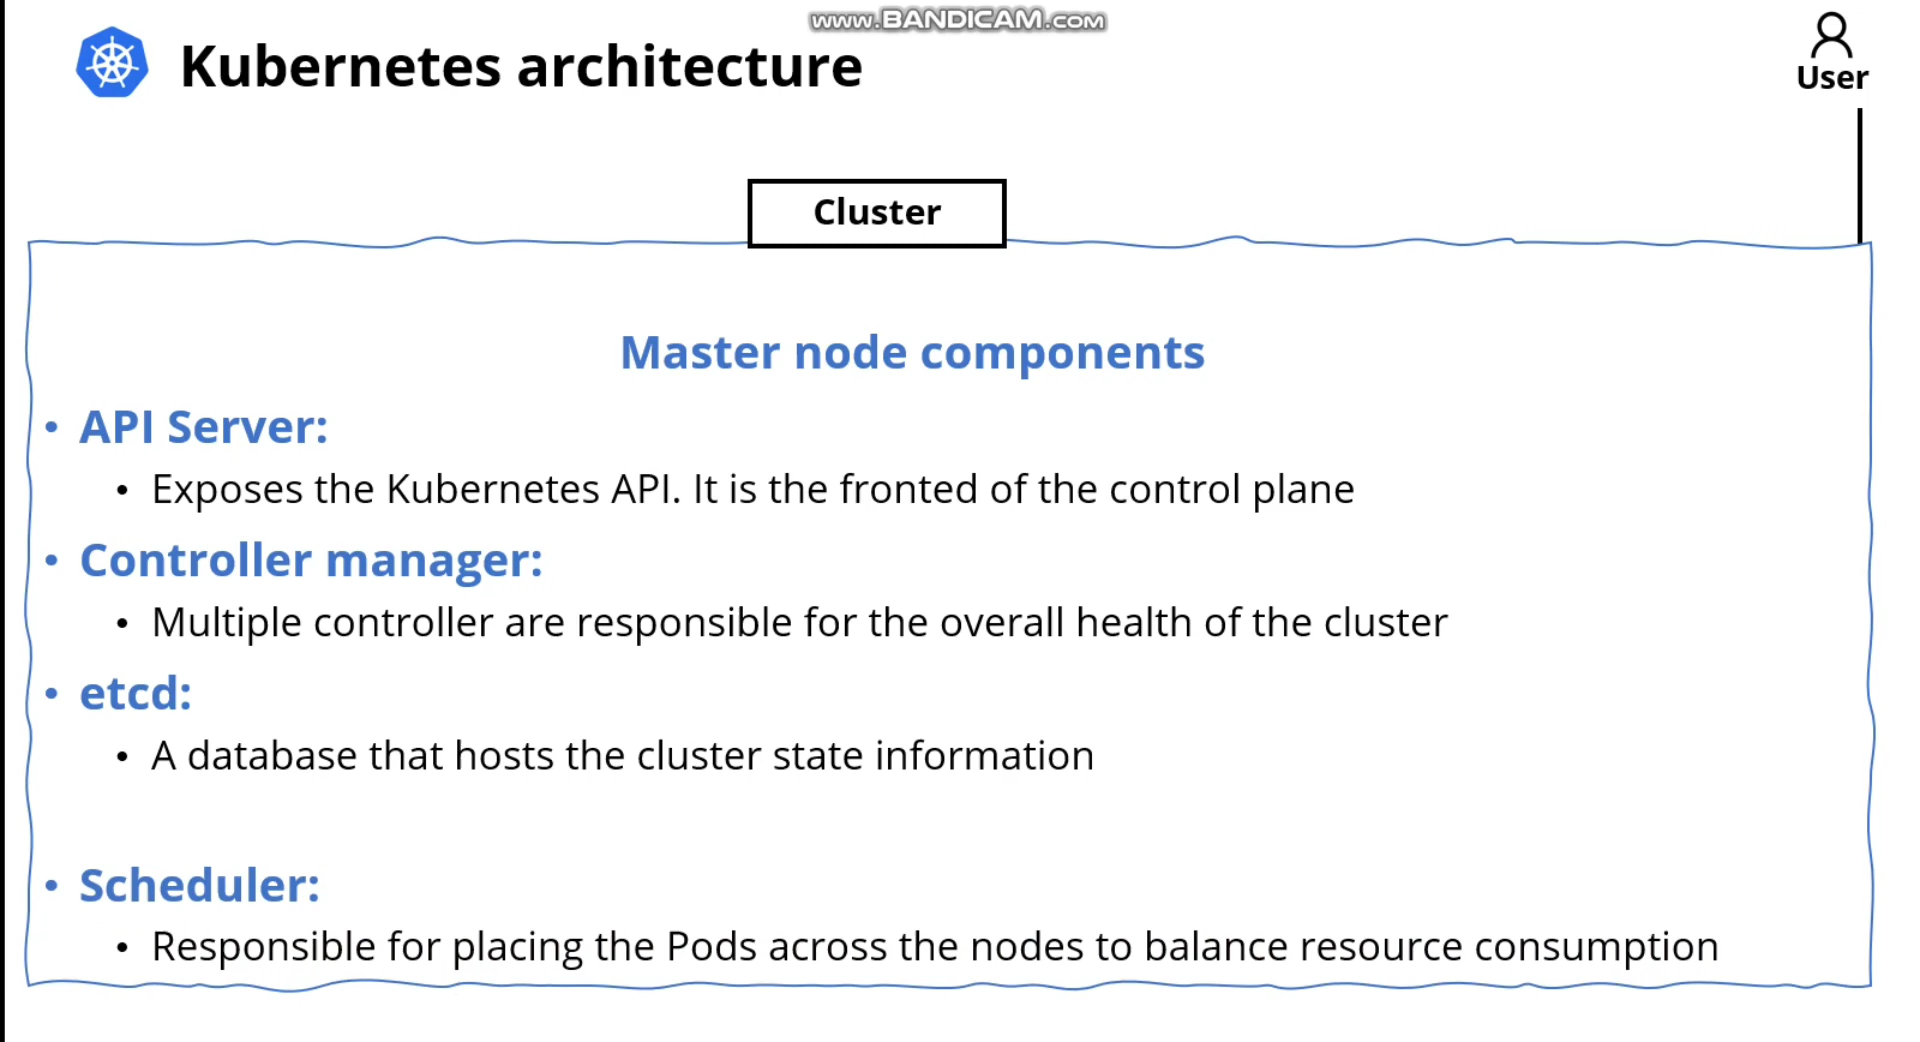 www.BANDICAM.com
Kubernetes architecture
User
Cluster
Master node components
• API Server:
• Exposes the Kubernetes API. It is the fronted of the control plane
• Controller manager:
• Multiple controller are responsible for the overall health of the cluster
• etcd:
• A database that hosts the cluster state information
• Scheduler:
• Responsible for placing the Pods across the nodes to balance resource consumption